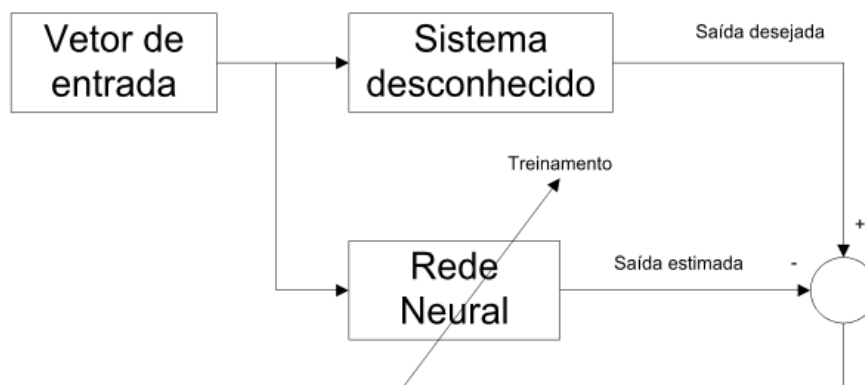 Vetor de
entrada
Sistema
desconhecido
Saída desejada
Treinamento
+
Rede
Neural
Saída estimada
-